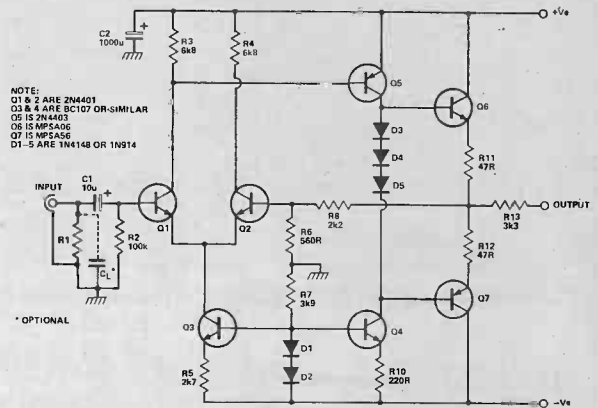 C2
1000u
R3
6k8
R4
6k8
+Ve
Q5
Q6
NOTE:
Q1 & 2 ARE 2N4401
Q3 & 4 ARE BC107 OR SIMILAR
Q5 IS 2N4403
Q6 IS MPSA06
Q7 IS MPSA56
D1-5 ARE 1N4148 OR 1N914
D3
D4
D5
R11
47R
INPUT
C1
10u
Q1
Q2
R8
2k2
R13
3k3
OUTPUT
R1
R2
100k
CL*
R6
560R
R12
47R
R7
3k9
Q3
Q4
Q7
* OPTIONAL
D1
D2
R5
2k7
R10
220R
-Ve